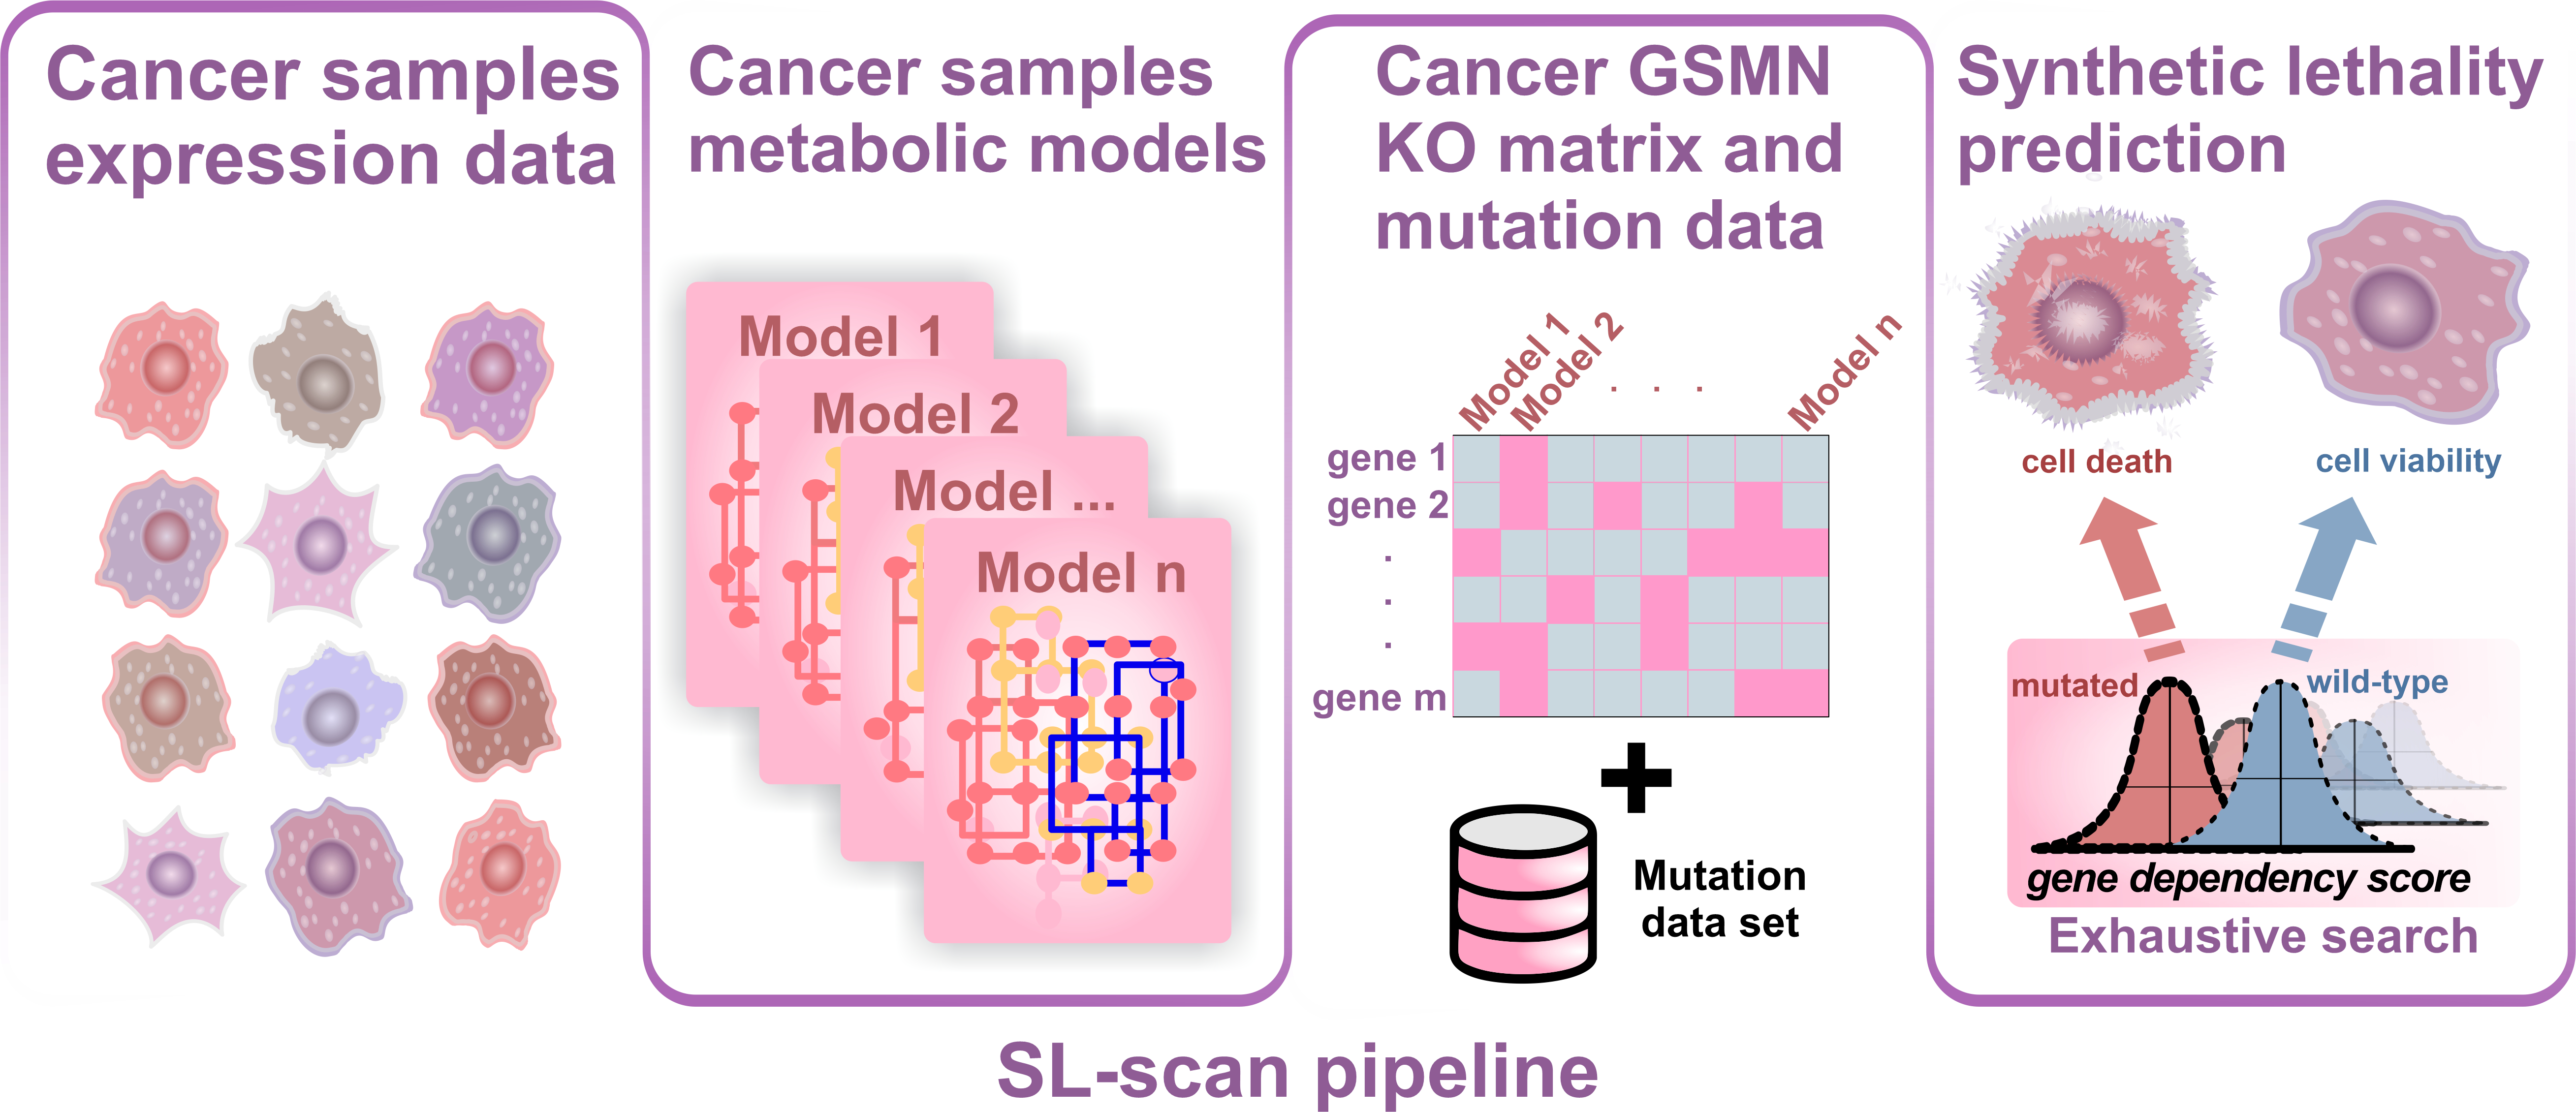 Cancer samples
expression data
Cancer samples
metabolic models
Model 1
Model 2
Model ...
Model n
Cancer GSMN
KO matrix and
mutation data
Model 1
Model 2
. . .
Model n
gene 1
gene 2
.
.
.
gene m
+
Mutation
data set
Synthetic lethality
prediction
cell death
cell viability
mutated
wild-type
gene dependency score
Exhaustive search
SL-scan pipeline